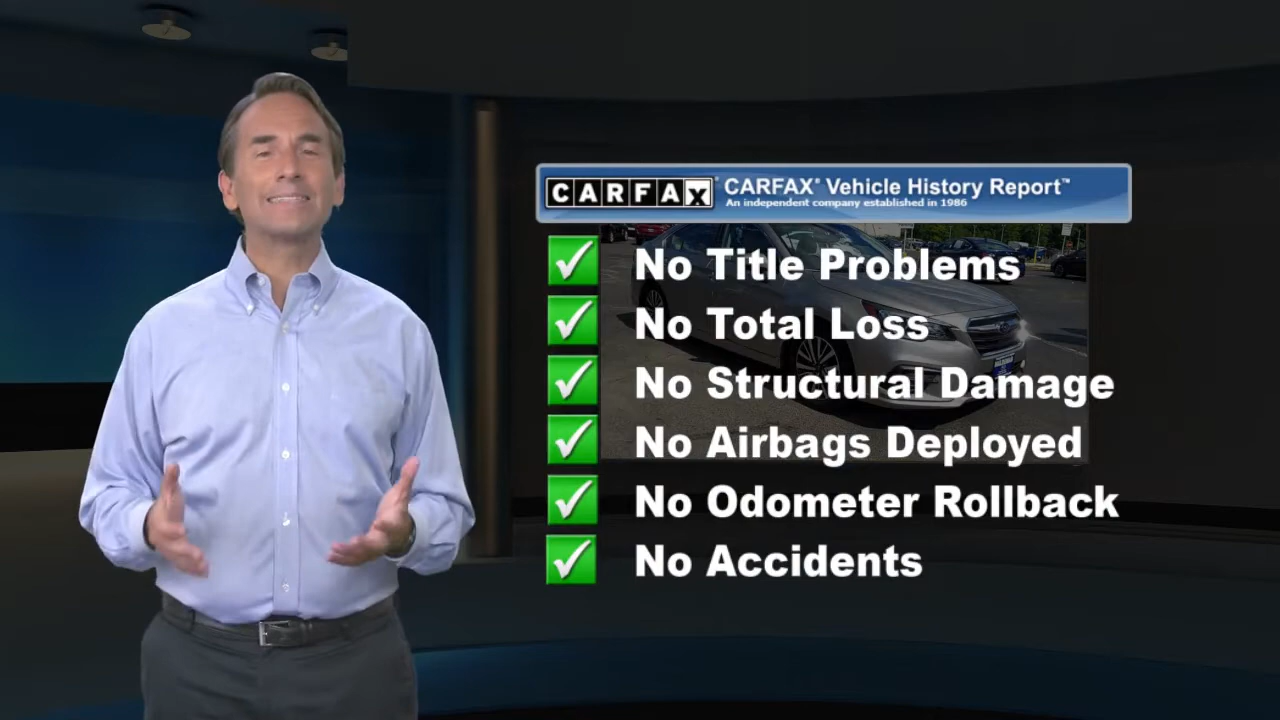 CARFAX® CARFAX® Vehicle History Report™
An independent company established in 1986
No Title Problems
No Total Loss
No Structural Damage
No Airbags Deployed
No Odometer Rollback
No Accidents